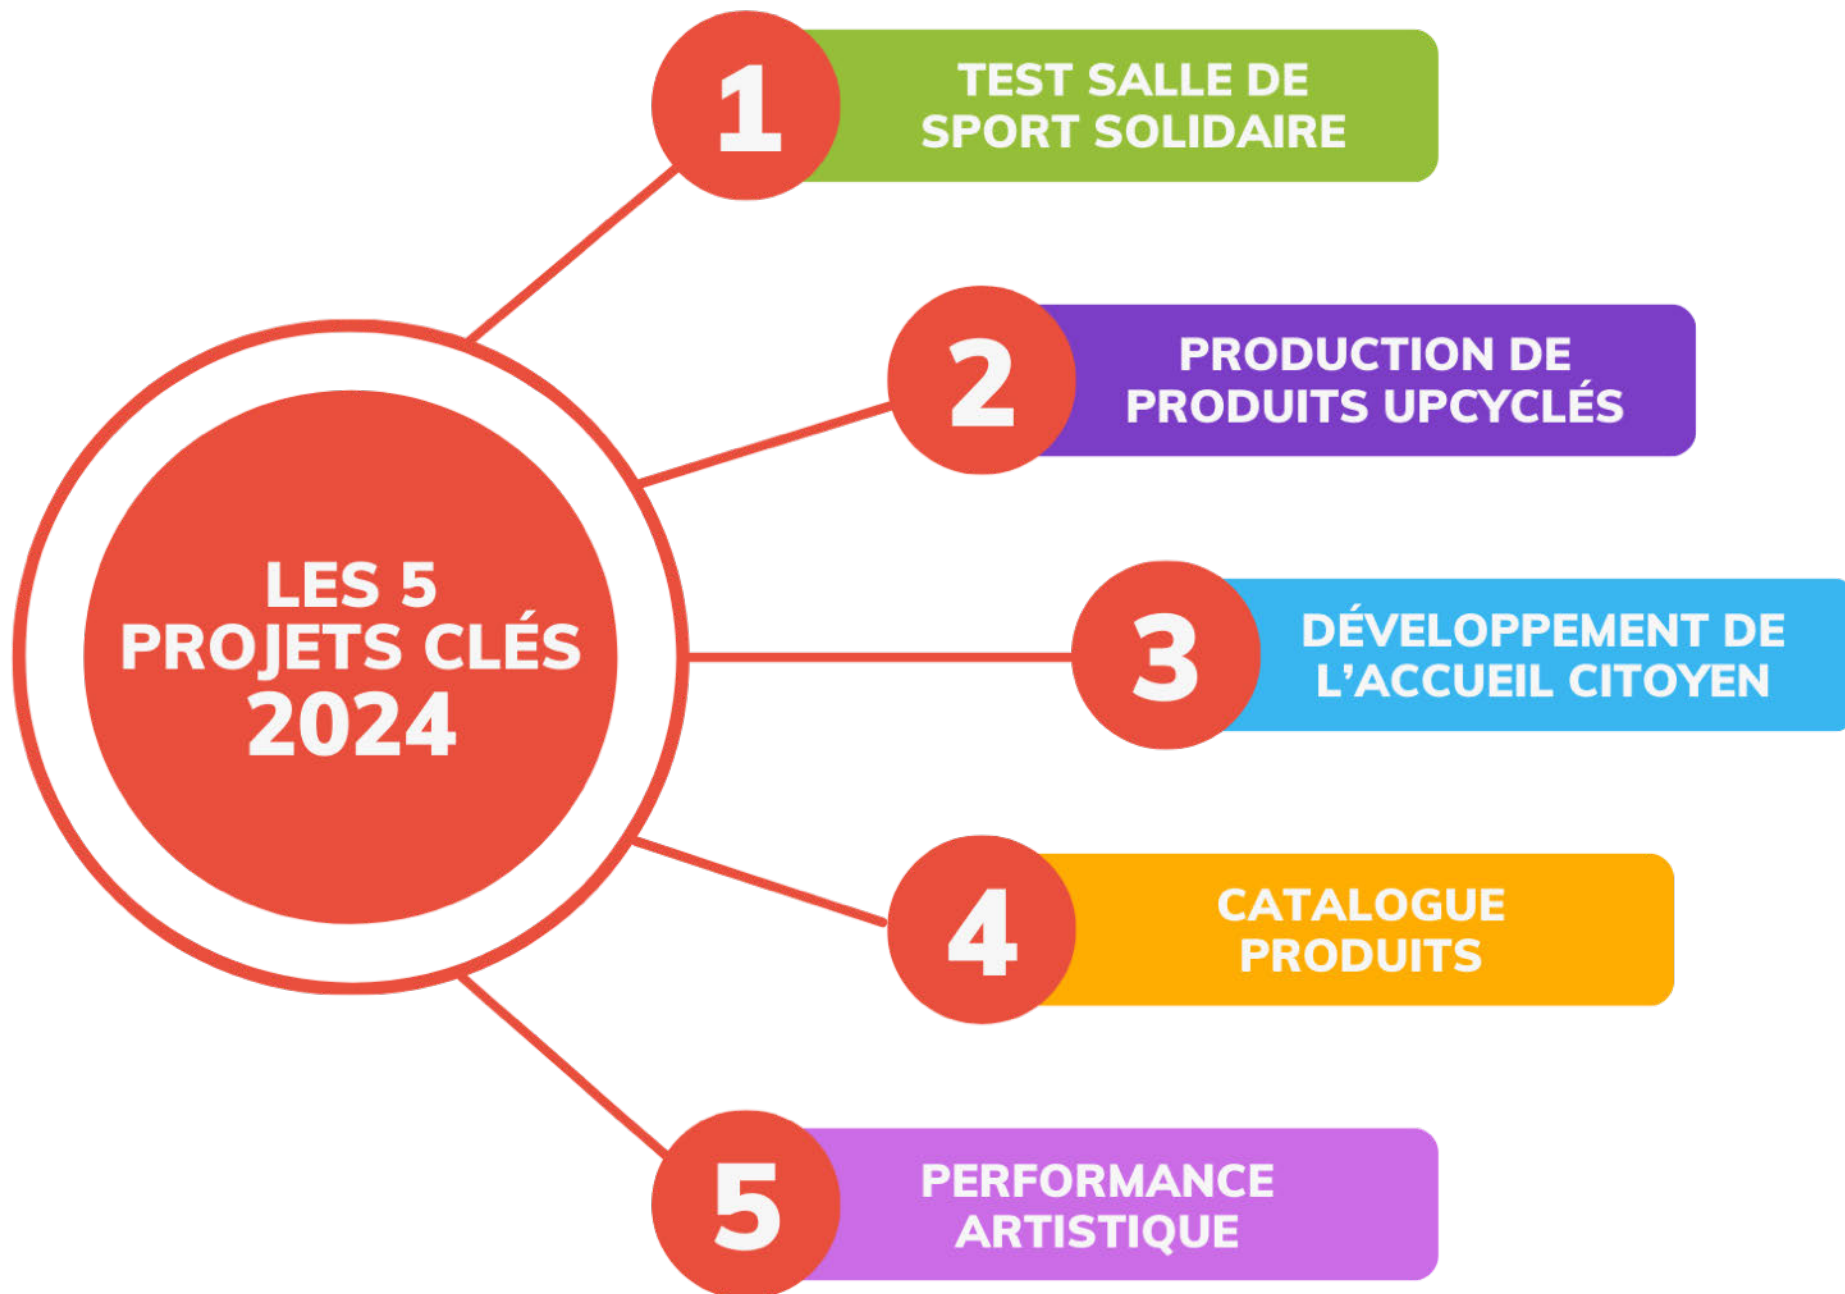 LES 5
PROJETS CLÉS
2024
1
TEST SALLE DE
SPORT SOLIDAIRE
2
PRODUCTION DE
PRODUITS UPCYCLÉS
3
DÉVELOPPEMENT DE
L’ACCUEIL CITOYEN
4
CATALOGUE
PRODUITS
5
PERFORMANCE
ARTISTIQUE